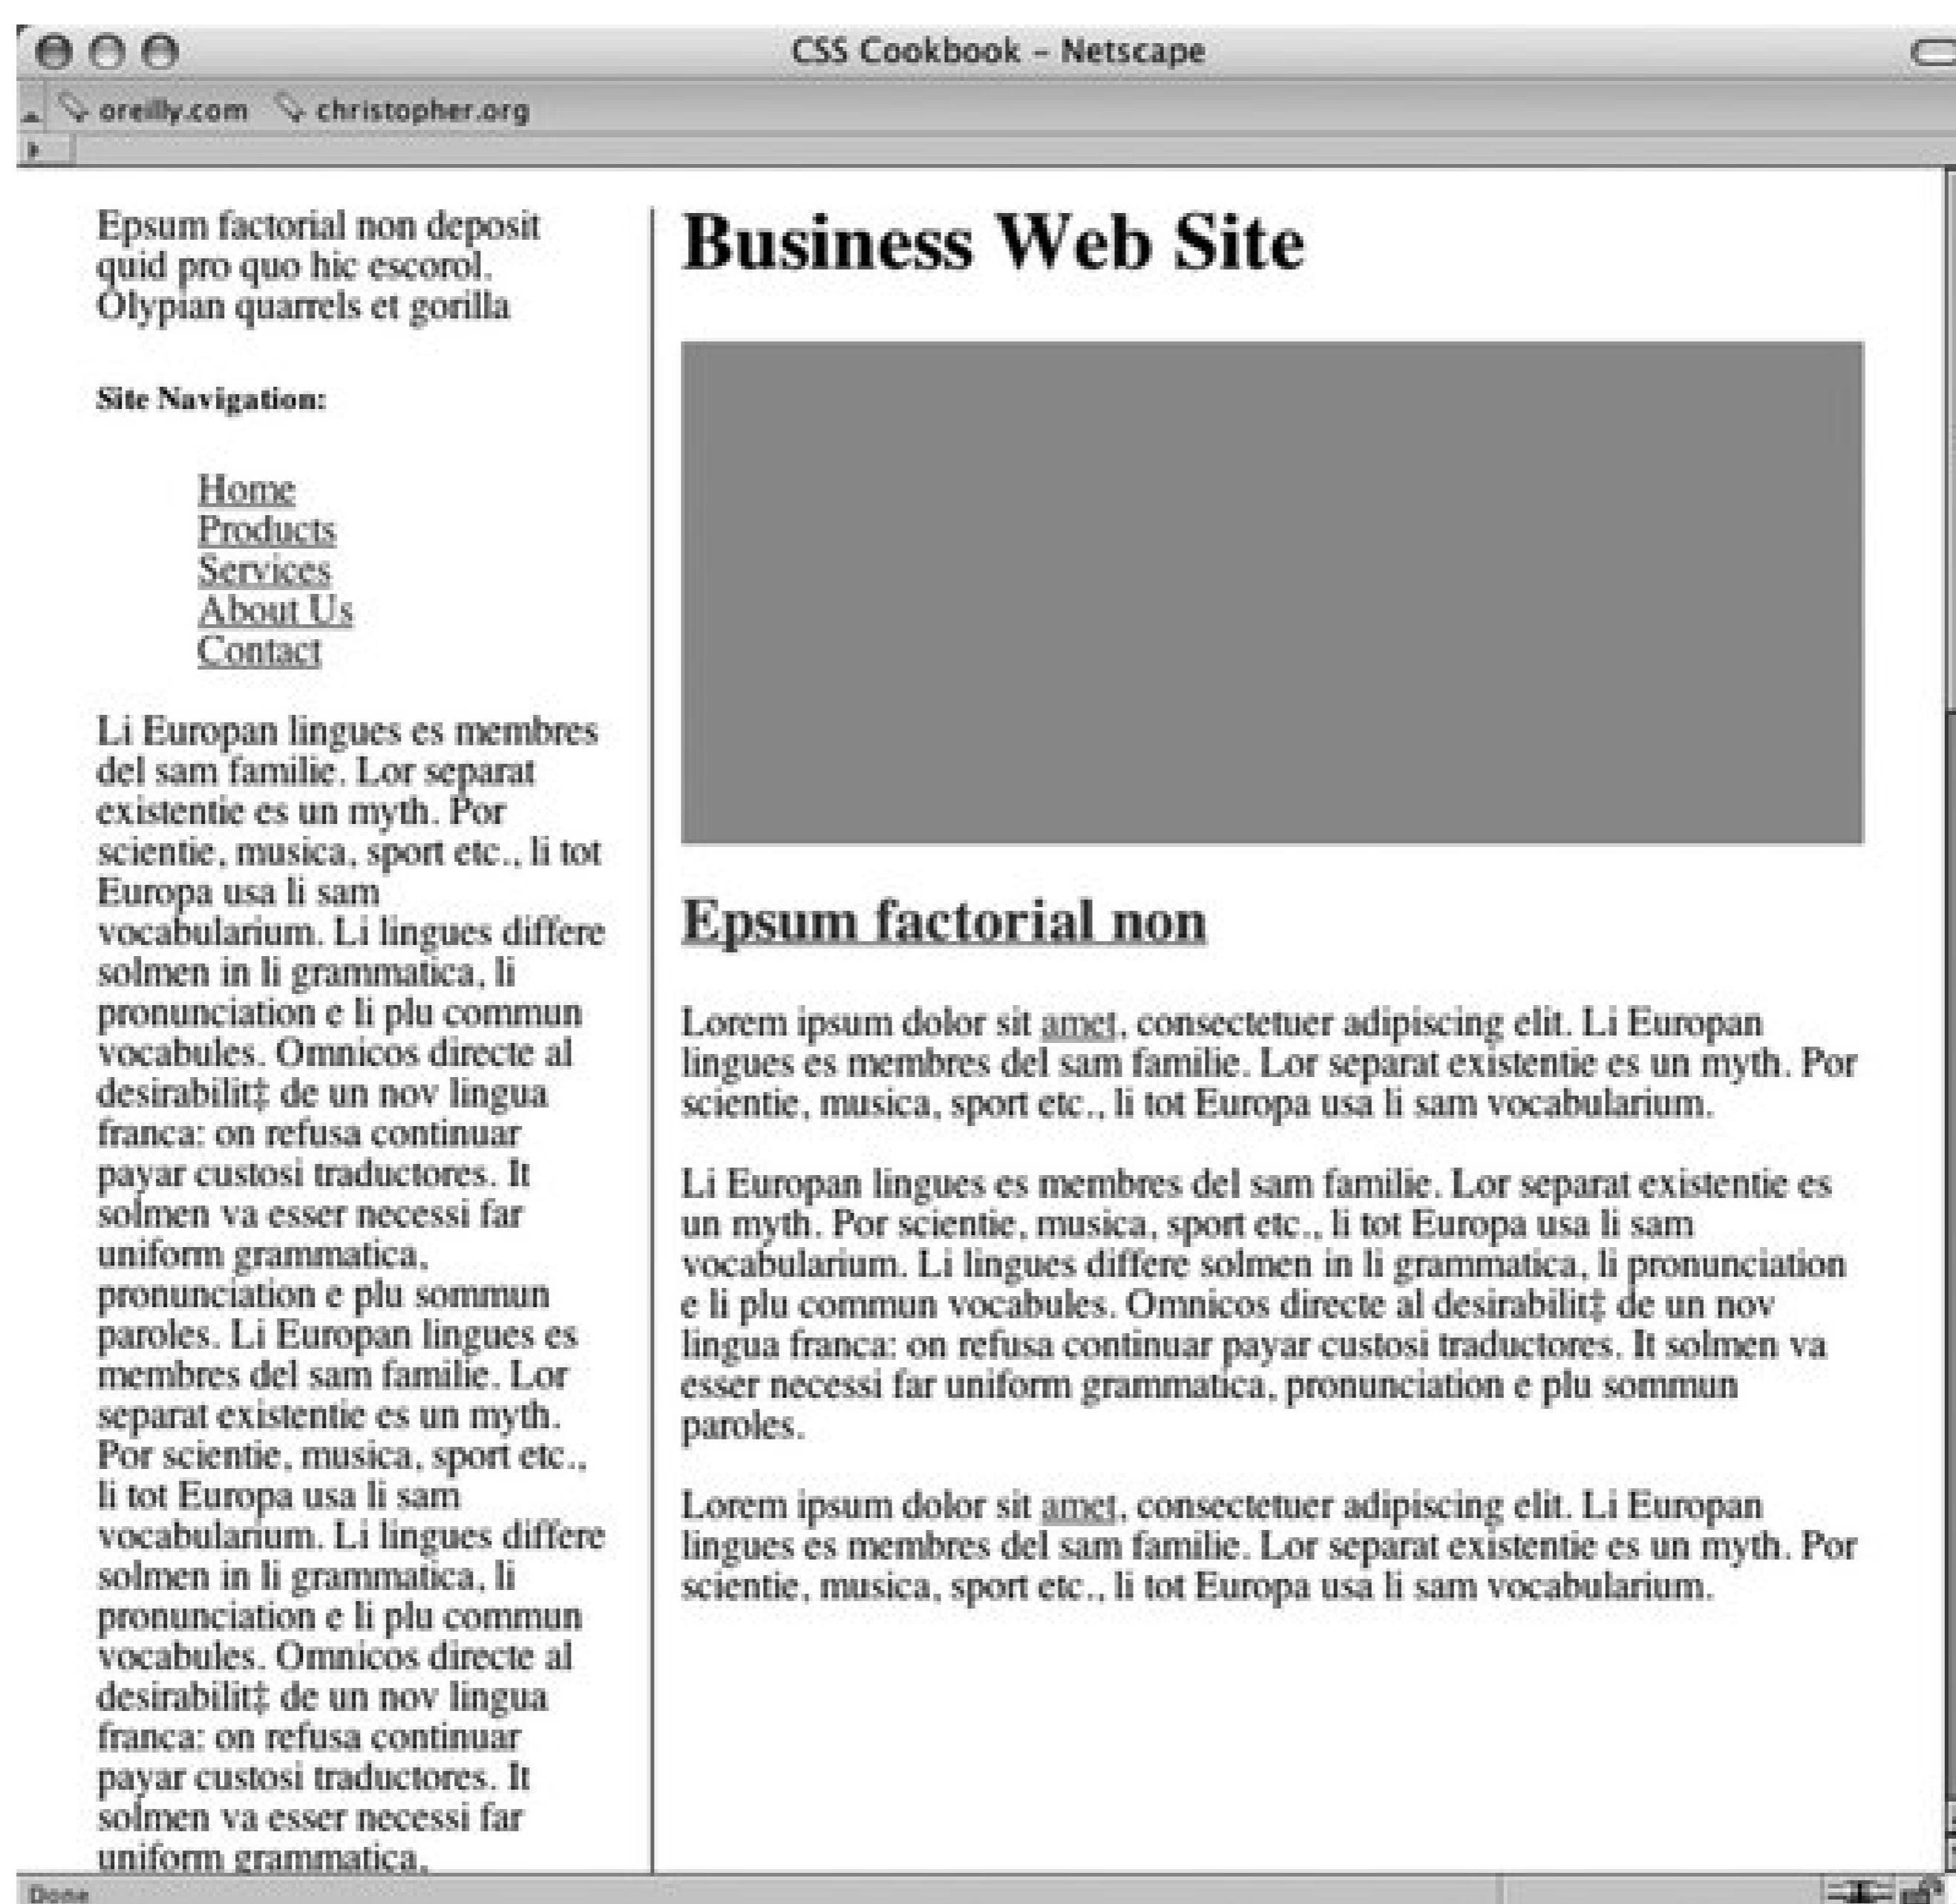 CSS Cookbook – Netscape
oreilly.com christopher.org
Epsum factorial non deposit
quid pro quo hic escorol.
Olypian quarrels et gorilla
Site Navigation:
Home
Products
Services
About Us
Contact
Li Europan lingues es membres
del sam familie. Lor separat
existentie es un myth. Por
scientie, musica, sport etc., li tot
Europa usa li sam
vocabularium. Li lingues differe
solmen in li grammatica, li
pronunciation e li plu commun
vocabules. Omnicos directe al
desirabilit‡ de un nov lingua
franca: on refusa continuar
payar custosi traductores. It
solmen va esser necessi far
uniform grammatica,
pronunciation e plu sommun
paroles. Li Europan lingues es
membres del sam familie. Lor
separat existentie es un myth.
Por scientie, musica, sport etc.,
li tot Europa usa li sam
vocabularium. Li lingues differe
solmen in li grammatica, li
pronunciation e li plu commun
vocabules. Omnicos directe al
desirabilit‡ de un nov lingua
franca: on refusa continuar
payar custosi traductores. It
solmen va esser necessi far
uniform grammatica,
Business Web Site
Epsum factorial non
Lorem ipsum dolor sit amet, consectetuer adipiscing elit. Li Europan
lingues es membres del sam familie. Lor separat existentie es un myth. Por
scientie, musica, sport etc., li tot Europa usa li sam vocabularium.
Li Europan lingues es membres del sam familie. Lor separat existentie es
un myth. Por scientie, musica, sport etc., li tot Europa usa li sam
vocabularium. Li lingues differe solmen in li grammatica, li pronunciation
e li plu commun vocabules. Omnicos directe al desirabilit‡ de un nov
lingua franca: on refusa continuar payar custosi traductores. It solmen va
esser necessi far uniform grammatica, pronunciation e plu sommun
paroles.
Lorem ipsum dolor sit amet, consectetuer adipiscing elit. Li Europan
lingues es membres del sam familie. Lor separat existentie es un myth. Por
scientie, musica, sport etc., li tot Europa usa li sam vocabularium.
Done